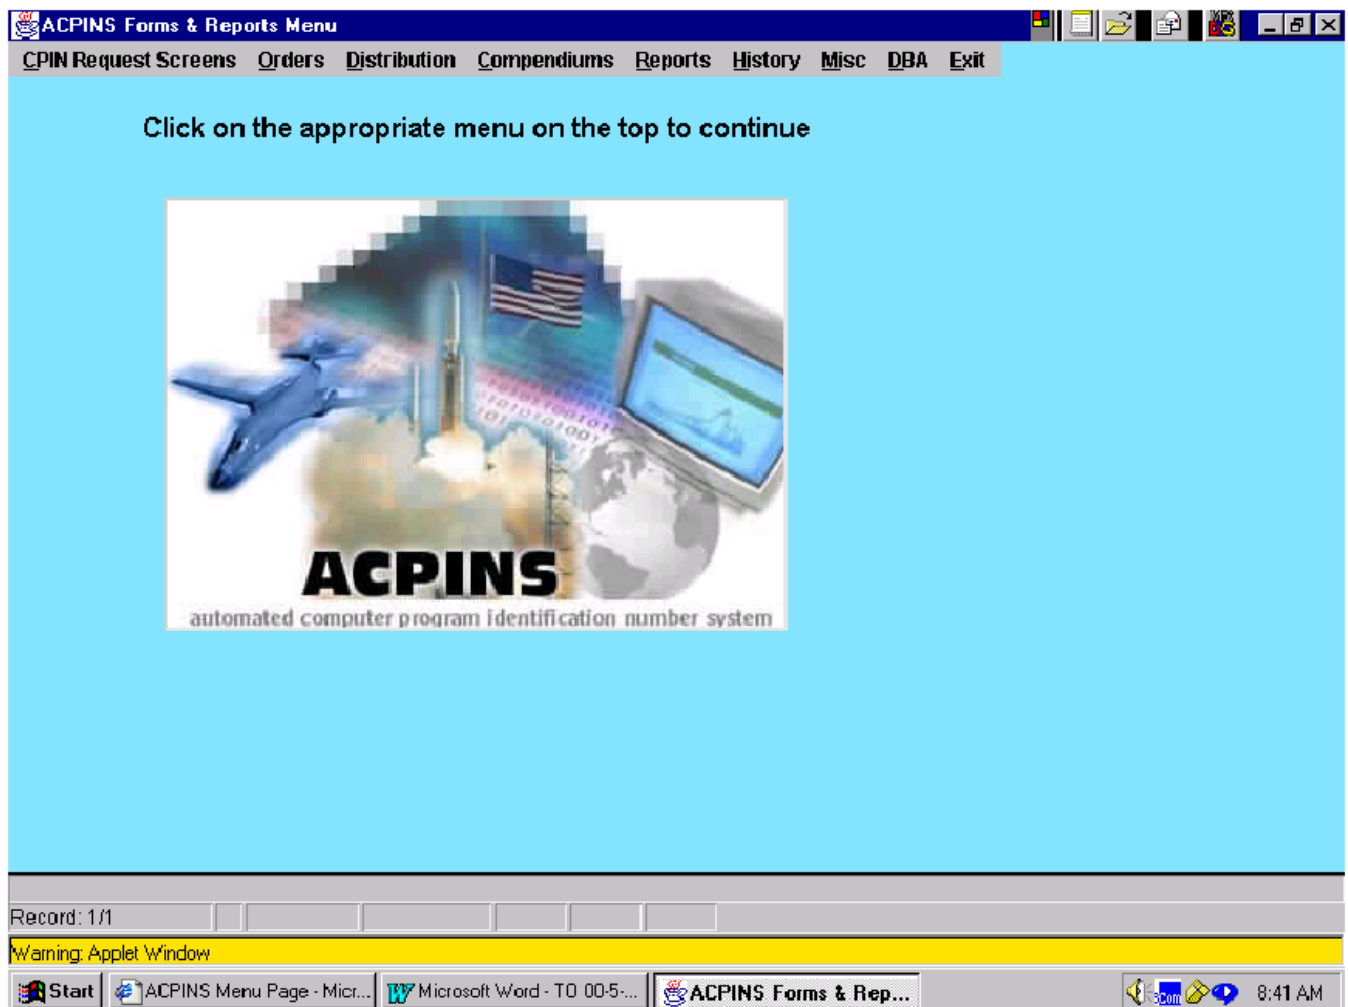 ACPINS Forms & Reports Menu
CPIN Request Screens Orders Distribution Compendiums Reports History Misc DBA Exit
Click on the appropriate menu on the top to continue
ACPINS
automated computer program identification number system
Record: 1/1
Warning: Applet Window
Start ACPINS Menu Page - Micr... Microsoft Word - TO 00-5-... ACPINS Forms & Rep... 3Com 8:41 AM